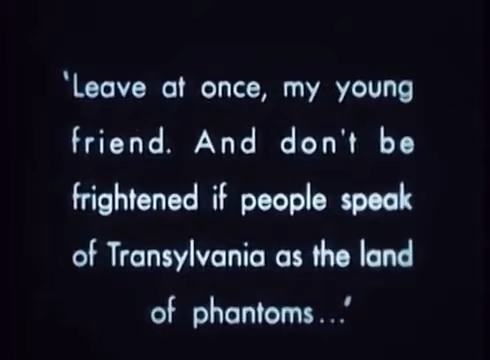 'Leave at once, my young
friend. And don't be
frightened if people speak
of Transylvania as the land
of phantoms...'